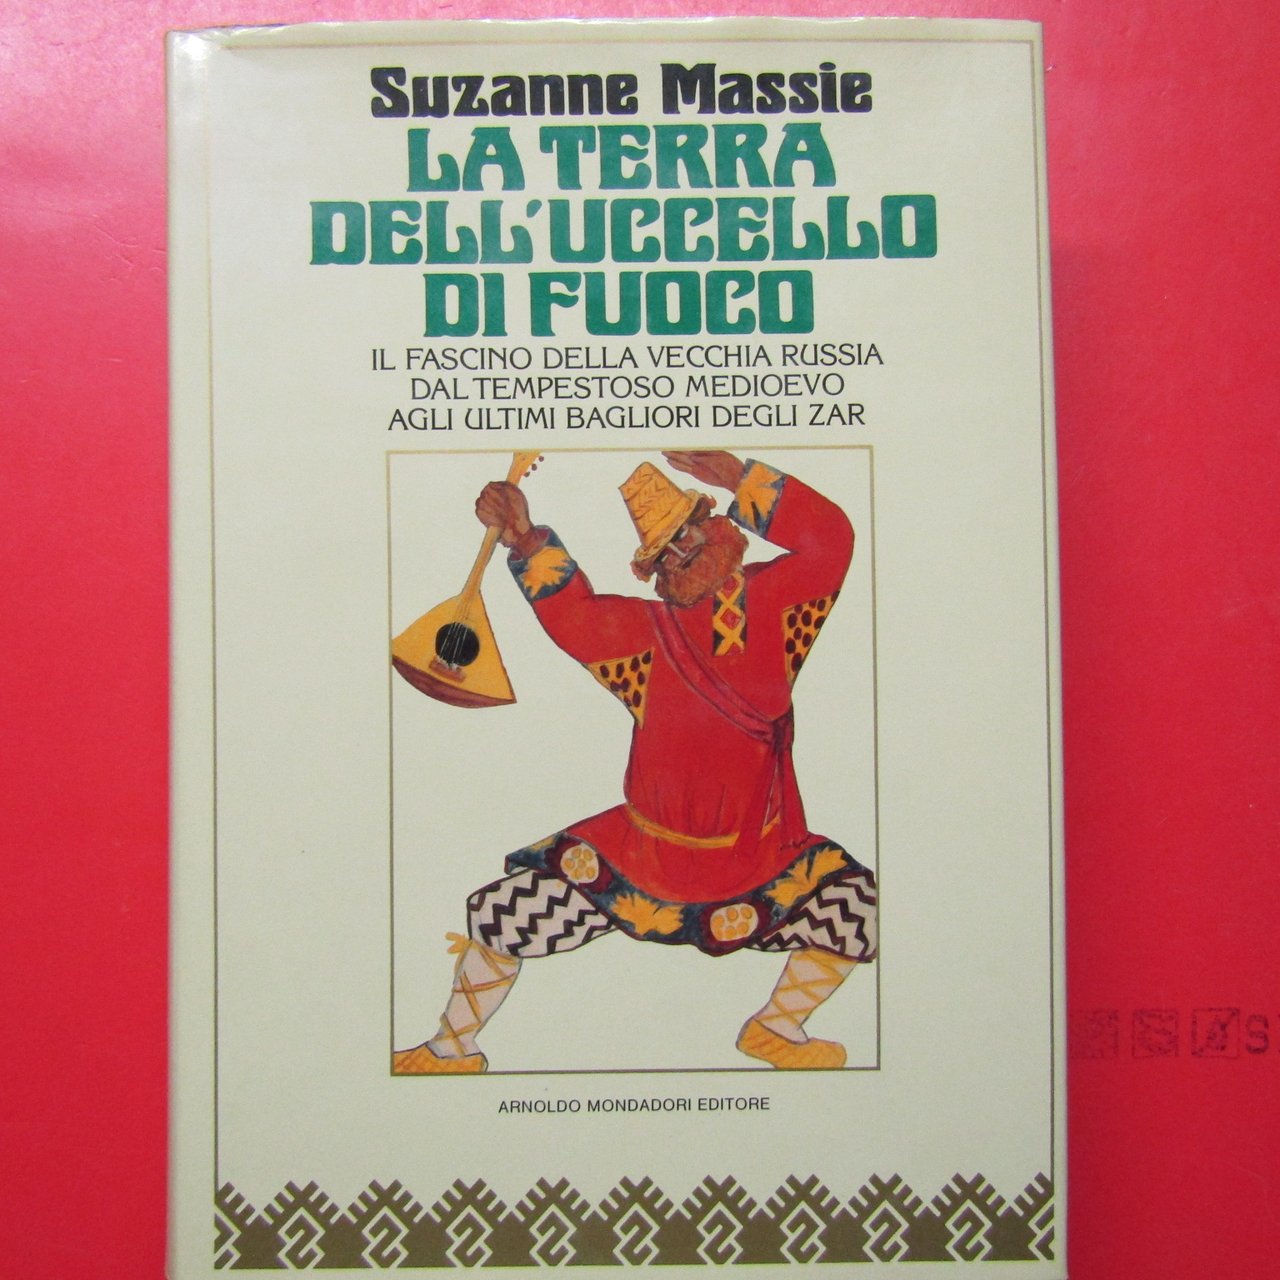 Suzanne Massie
LA TERRA
DELL'UCCELLO
DI FUOCO
IL FASCINO DELLA VECCHIA RUSSIA
DAL TEMPESTOSO MEDIOEVO
AGLI ULTIMI BAGLIORI DEGLI ZAR
ARNOLDO MONDADORI EDITORE